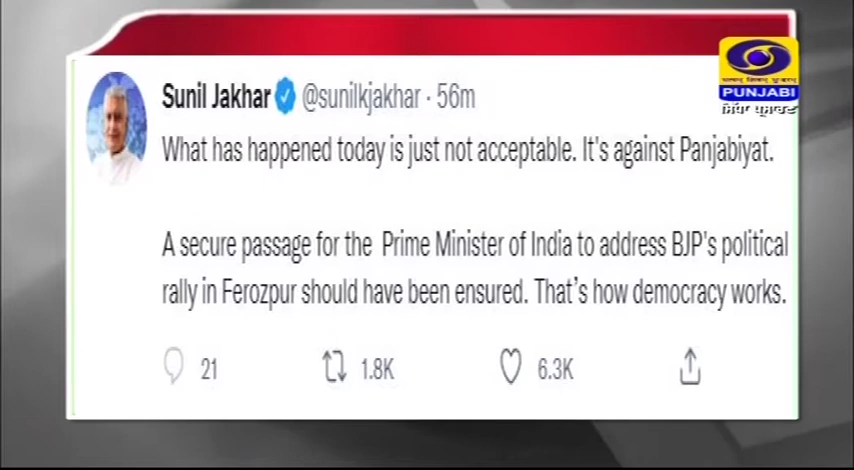 Sunil Jakhar @sunilkjakhar · 56m
What has happened today is just not acceptable. It's against Panjabiyat.
A secure passage for the Prime Minister of India to address BJP's political
rally in Ferozpur should have been ensured. That's how democracy works.
21 1.8K 6.3K
PUNJABI